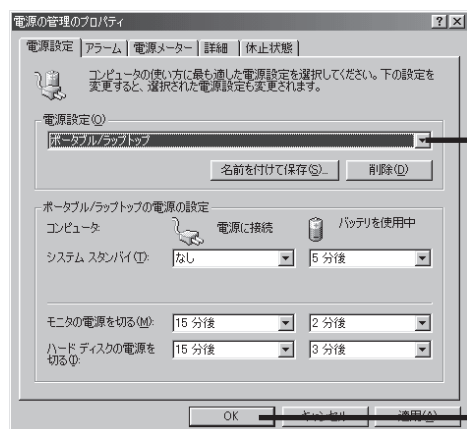 電源の管理のプロパティ
電源設定 アラーム 電源メーター 詳細 休止状態
コンピュータの使い方に最も適した電源設定を選択してください。下の設定を
変更すると、選択された電源設定も変更されます。
電源設定(O)
ポータブル/ラップトップ
名前を付けて保存(S)... 削除(D)
ポータブル/ラップトップの電源の設定
コンピュータ: 電源に接続 バッテリを使用中
システム スタンバイ(T): なし 5 分後
モニタの電源を切る(M): 15 分後 2 分後
ハード ディスクの電源を 15 分後 3 分後
切る(I):
OK キャンセル 適用(A)